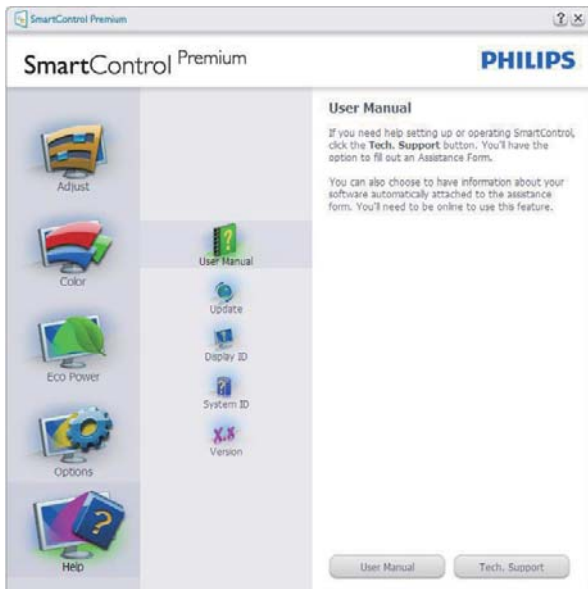 SmartControl Premium
SmartControl Premium
PHILIPS
Adjust
Color
Eco Power
Options
Help
User Manual
Update
Display ID
System ID
X.X
Version
User Manual
If you need help setting up or operating SmartControl,
click the Tech. Support button. You'll have the
option to fill out an Assistance Form.
You can also choose to have information about your
software automatically attached to the assistance
form. You'll need to be online to use this feature.
User Manual
Tech. Support